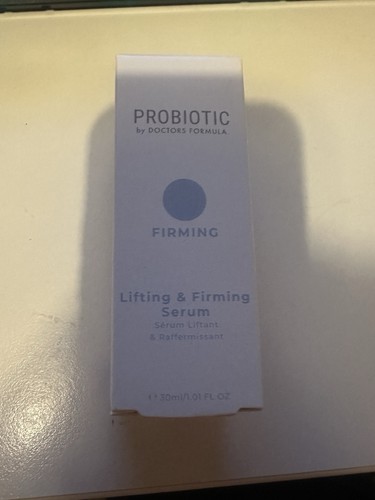 PROBIOTIC
by DOCTORS FORMULA
FIRMING
Lifting & Firming
Serum
Sérum Liftant
& Raffermissant
30ml/1.01 FL OZ